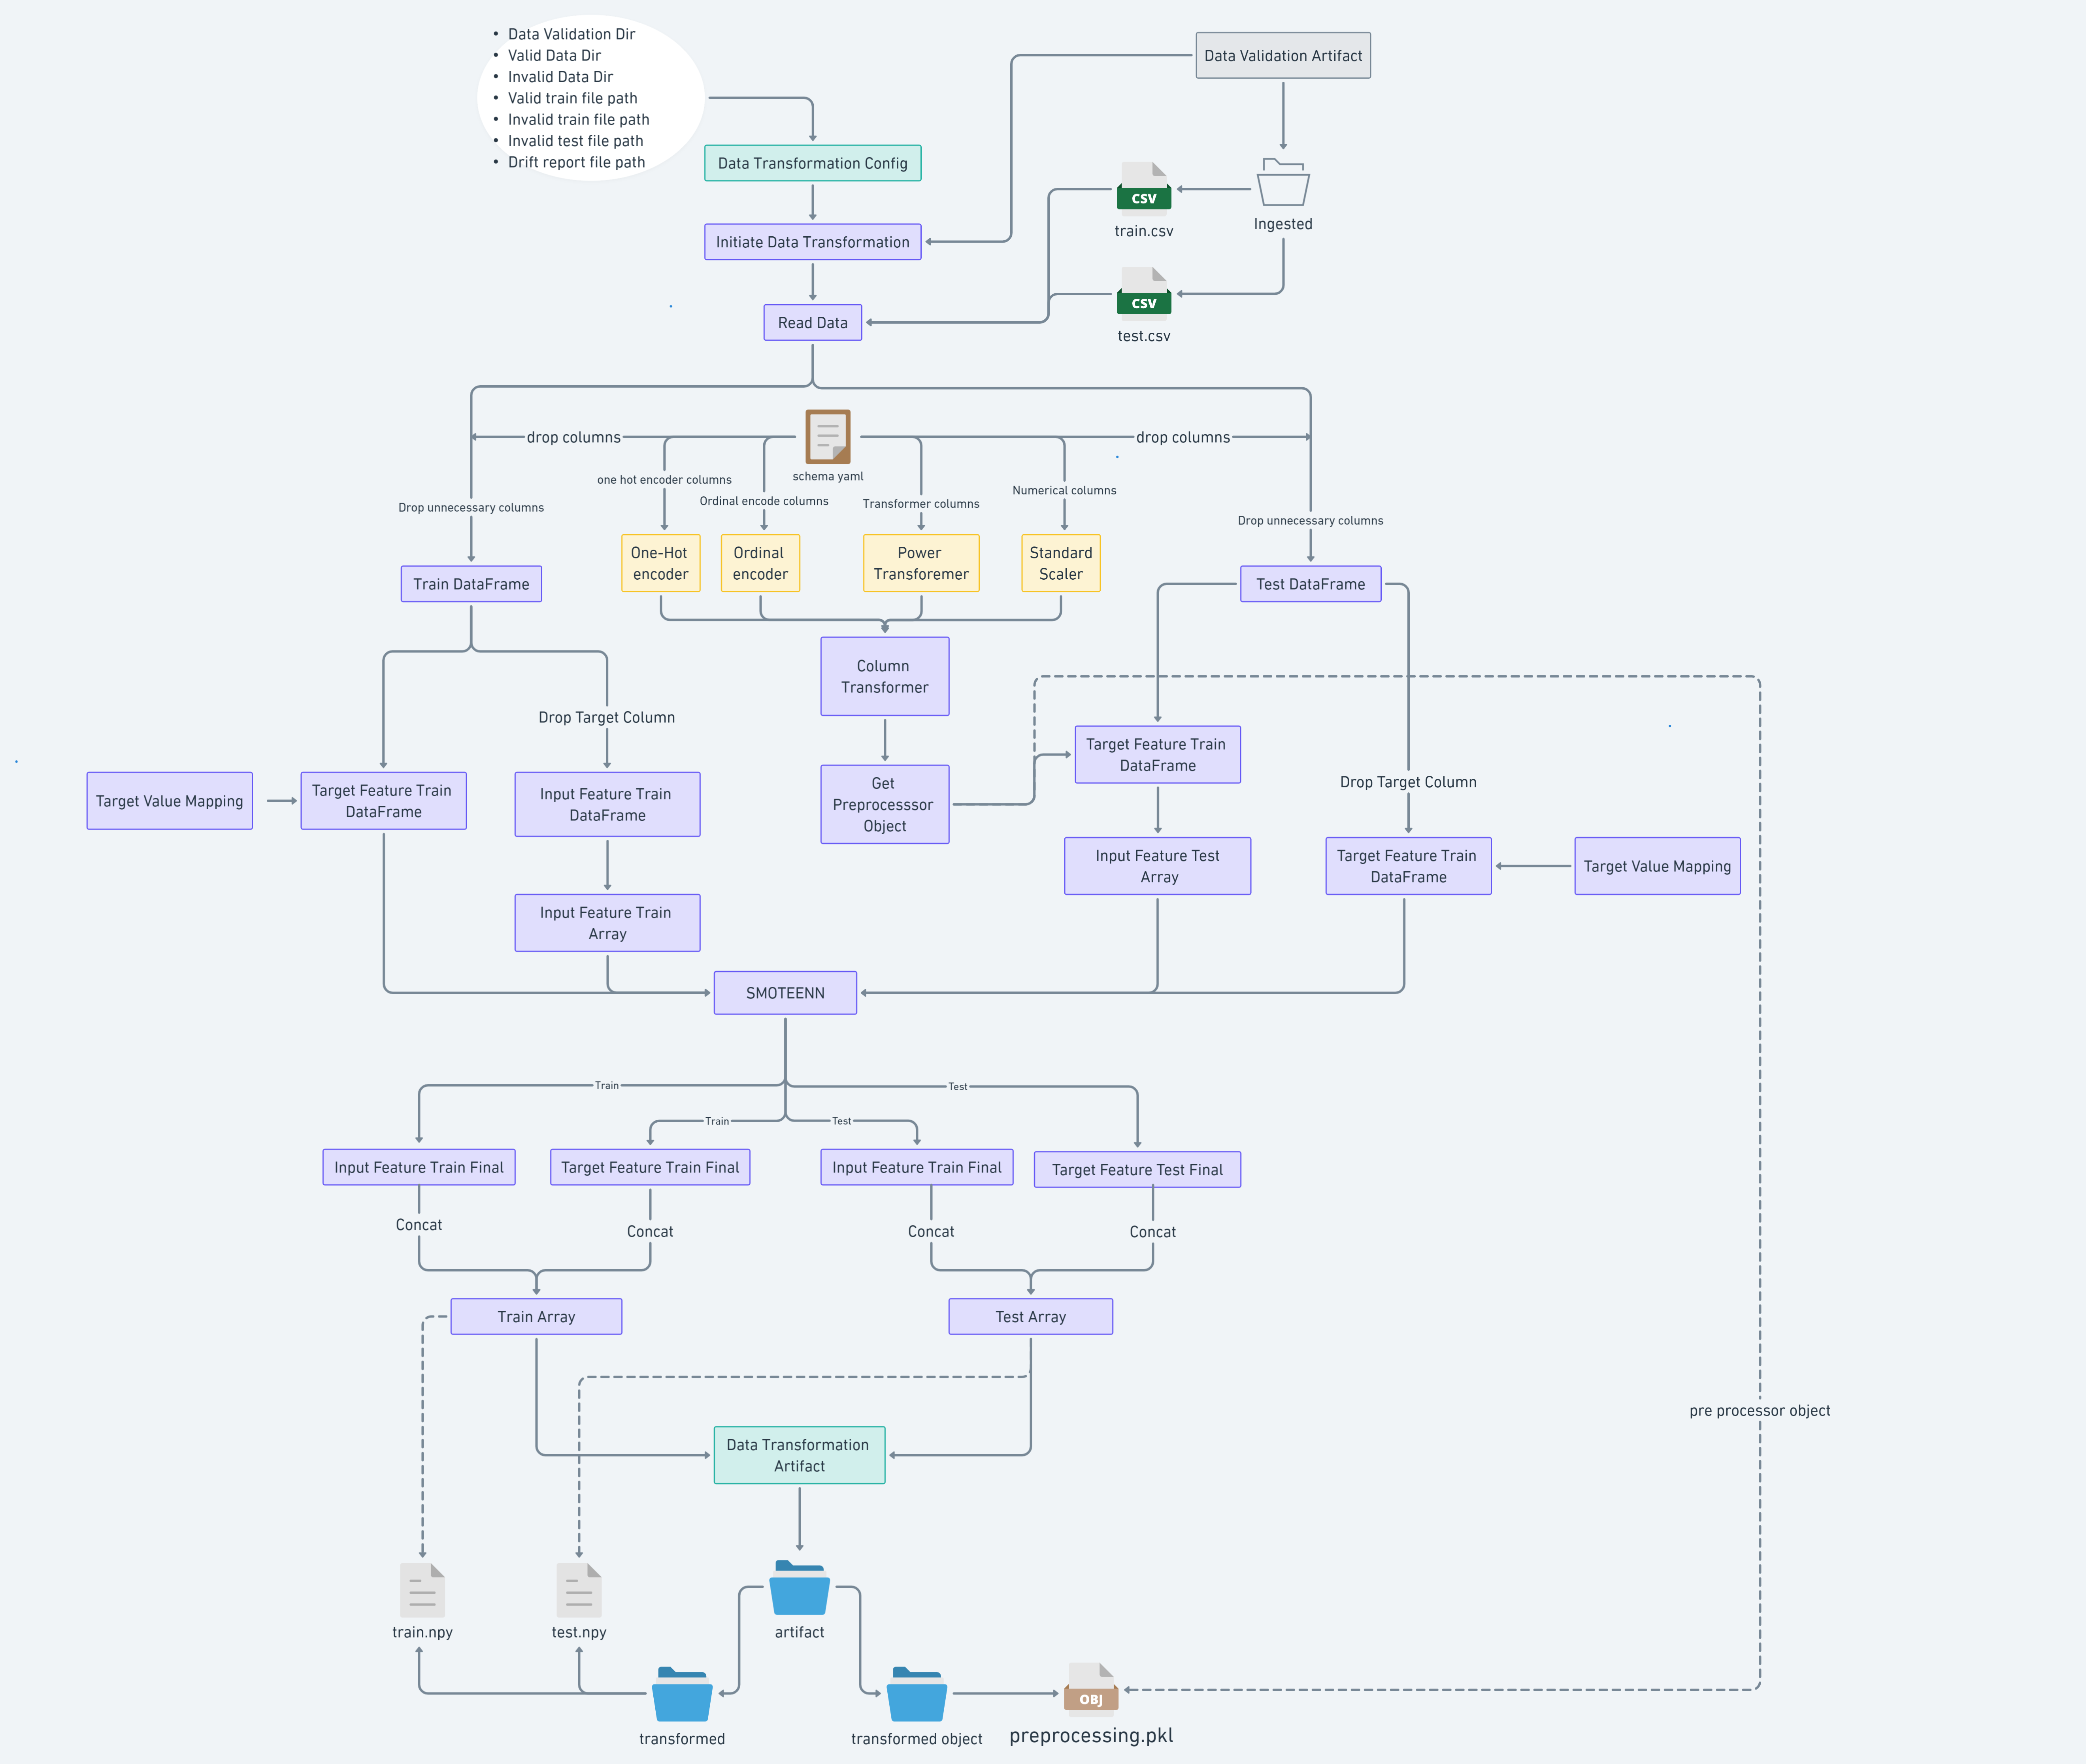 • Data Validation Dir
• Valid Data Dir
• Invalid Data Dir
• Valid train file path
• Invalid train file path
• Invalid test file path
• Drift report file path
Data Validation Artifact
Data Transformation Config
CSV
train.csv
Ingested
Initiate Data Transformation
CSV
test.csv
Read Data
drop columns
drop columns
schema yaml
one hot encoder columns
Ordinal encode columns
Transformer columns
Numerical columns
Drop unnecessary columns
Drop unnecessary columns
One-Hot
encoder
Ordinal
encoder
Power
Transforemer
Standard
Scaler
Train DataFrame
Test DataFrame
Column
Transformer
Drop Target Column
Target Feature Train
DataFrame
Drop Target Column
Target Value Mapping
Target Feature Train
DataFrame
Input Feature Train
DataFrame
Get
Preprocesssor
Object
Input Feature Test
Array
Target Feature Train
DataFrame
Target Value Mapping
Input Feature Train
Array
SMOTEENN
Train
Test
Train
Test
Input Feature Train Final
Target Feature Train Final
Input Feature Train Final
Target Feature Test Final
Concat
Concat
Concat
Concat
Train Array
Test Array
pre processor object
Data Transformation
Artifact
train.npy
test.npy
artifact
transformed
transformed object
OBJ
preprocessing.pkl